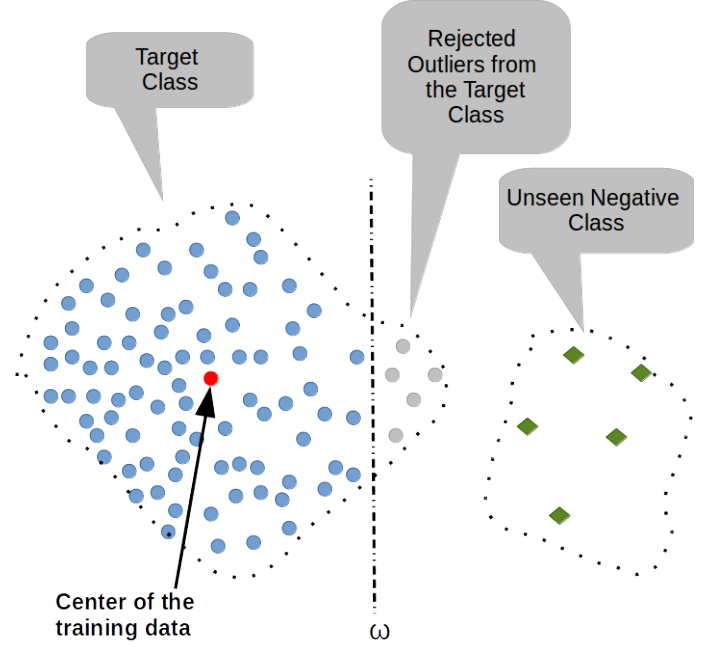 Target
Class
Rejected
Outliers from
the Target
Class
Unseen Negative
Class
Center of the
training data
ω